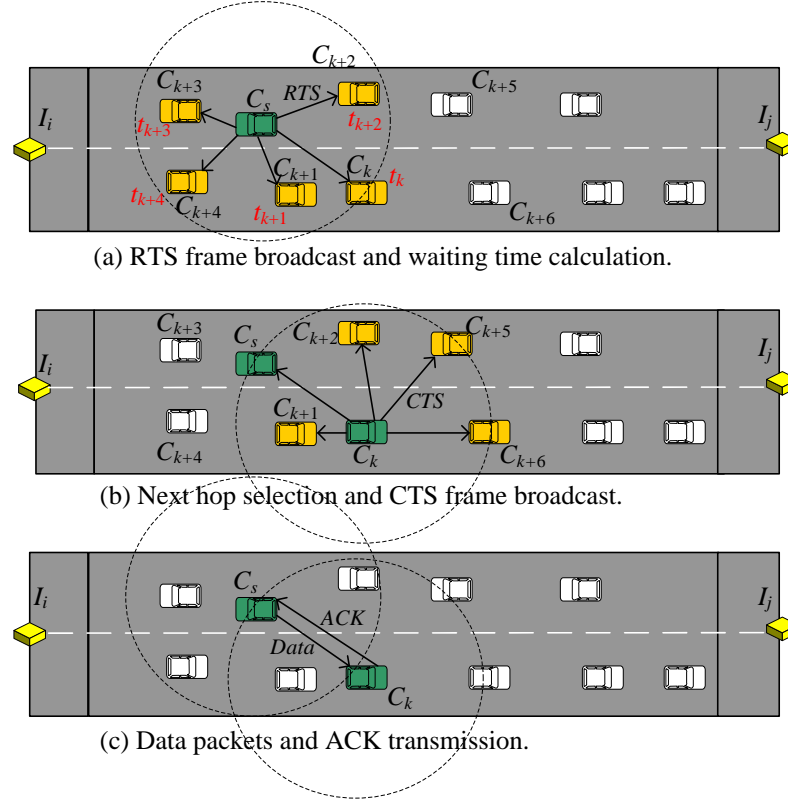 C_{k+2}
C_{k+3}
C_s
RTS
C_{k+5}
I_i
t_{k+3}
t_{k+2}
I_j
C_{k+1}
C_k
t_k
t_{k+4}
C_{k+4}
t_{k+1}
C_{k+6}
(a) RTS frame broadcast and waiting time calculation.
C_{k+3}
C_s
C_{k+2}
C_{k+5}
I_i
I_j
CTS
C_{k+1}
C_{k+4}
C_k
C_{k+6}
(b) Next hop selection and CTS frame broadcast.
C_s
I_i
ACK
I_j
Data
C_k
(c) Data packets and ACK transmission.